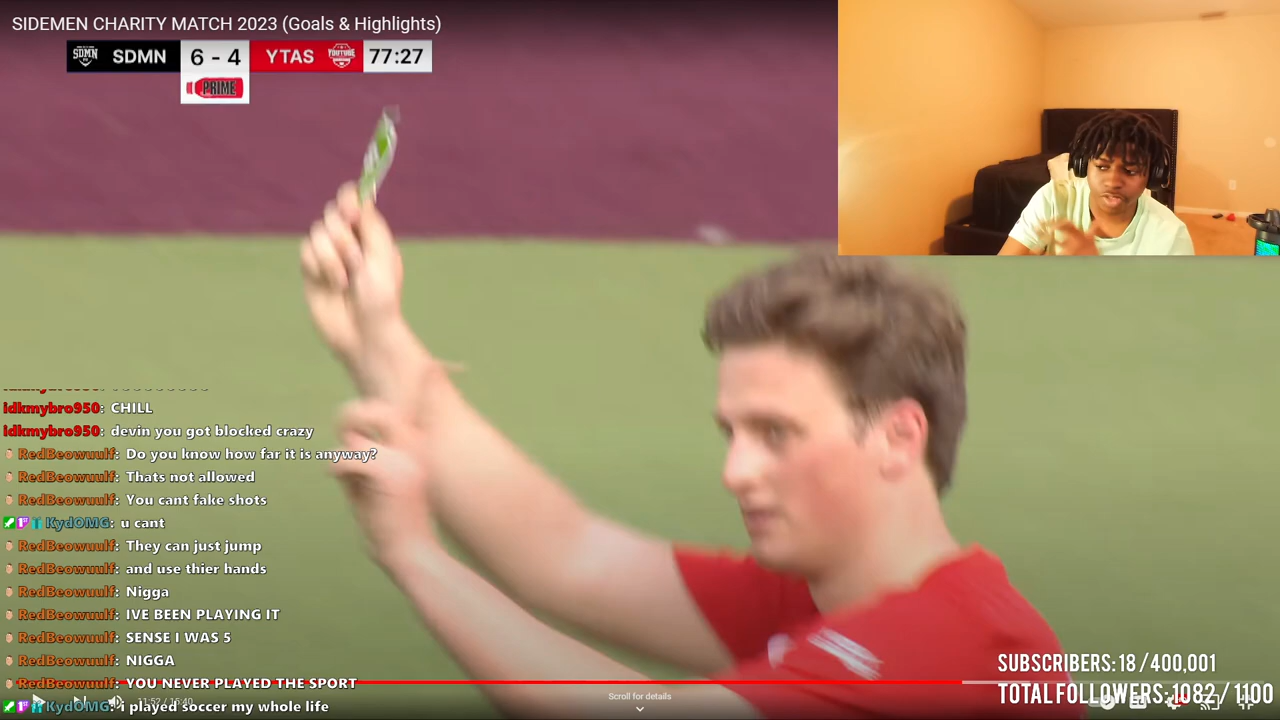 SIDEMEN CHARITY MATCH 2023 (Goals & Highlights)
SDMN SDMN 6 - 4 YTAS YOUTUBE 77:27
PRIME
idkmybro950: CHILL
idkmybro950: devin you got blocked crazy
RedBeowuulf: Do you know how far it is anyway?
RedBeowuulf: Thats not allowed
RedBeowuulf: You cant fake shots
KydOMG: u cant
RedBeowuulf: They can just jump
RedBeowuulf: and use thier hands
RedBeowuulf: Nigga
RedBeowuulf: IVE BEEN PLAYING IT
RedBeowuulf: SENSE I WAS 5
RedBeowuulf: NIGGA
RedBeowuulf: YOU NEVER PLAYED THE SPORT
KydOMG: i played soccer my whole life
Scroll for details
SUBSCRIBERS: 18 / 400,001
TOTAL FOLLOWERS: 1082 / 1100